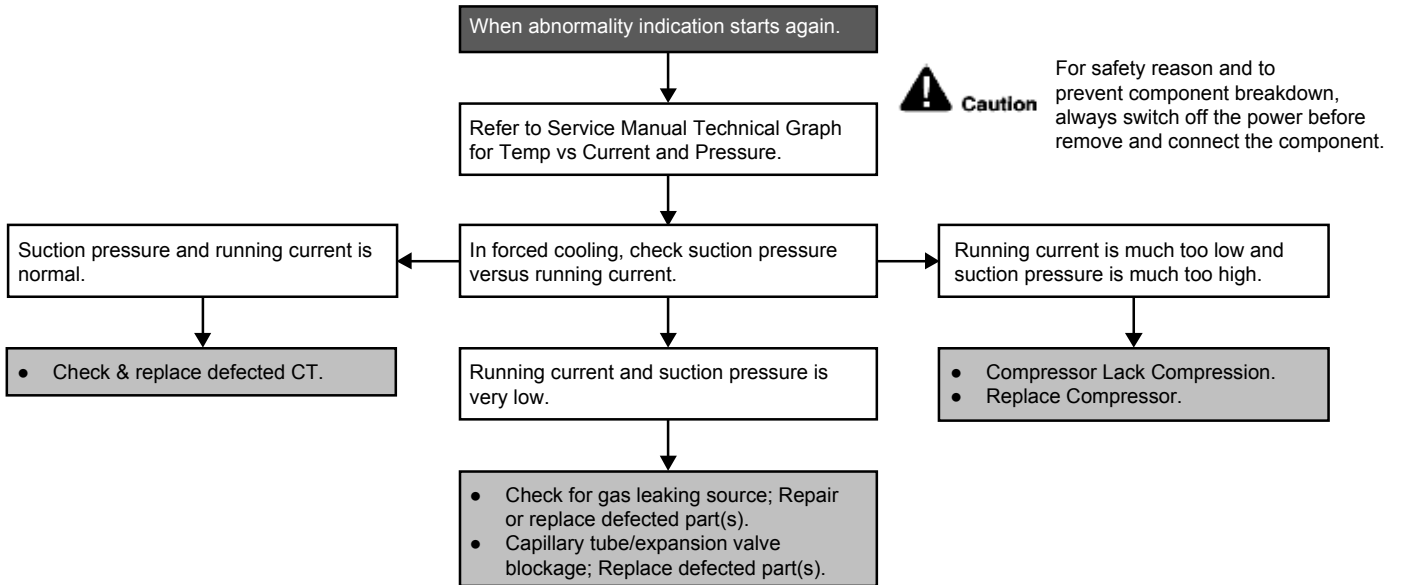 When abnormality indication starts again.
Caution
For safety reason and to
prevent component breakdown,
always switch off the power before
remove and connect the component.
Refer to Service Manual Technical Graph
for Temp vs Current and Pressure.
Suction pressure and running current is
normal.
In forced cooling, check suction pressure
versus running current.
Running current is much too low and
suction pressure is much too high.
● Check & replace defected CT.
Running current and suction pressure is
very low.
● Compressor Lack Compression.
● Replace Compressor.
● Check for gas leaking source; Repair
or replace defected part(s).
● Capillary tube/expansion valve
blockage; Replace defected part(s).